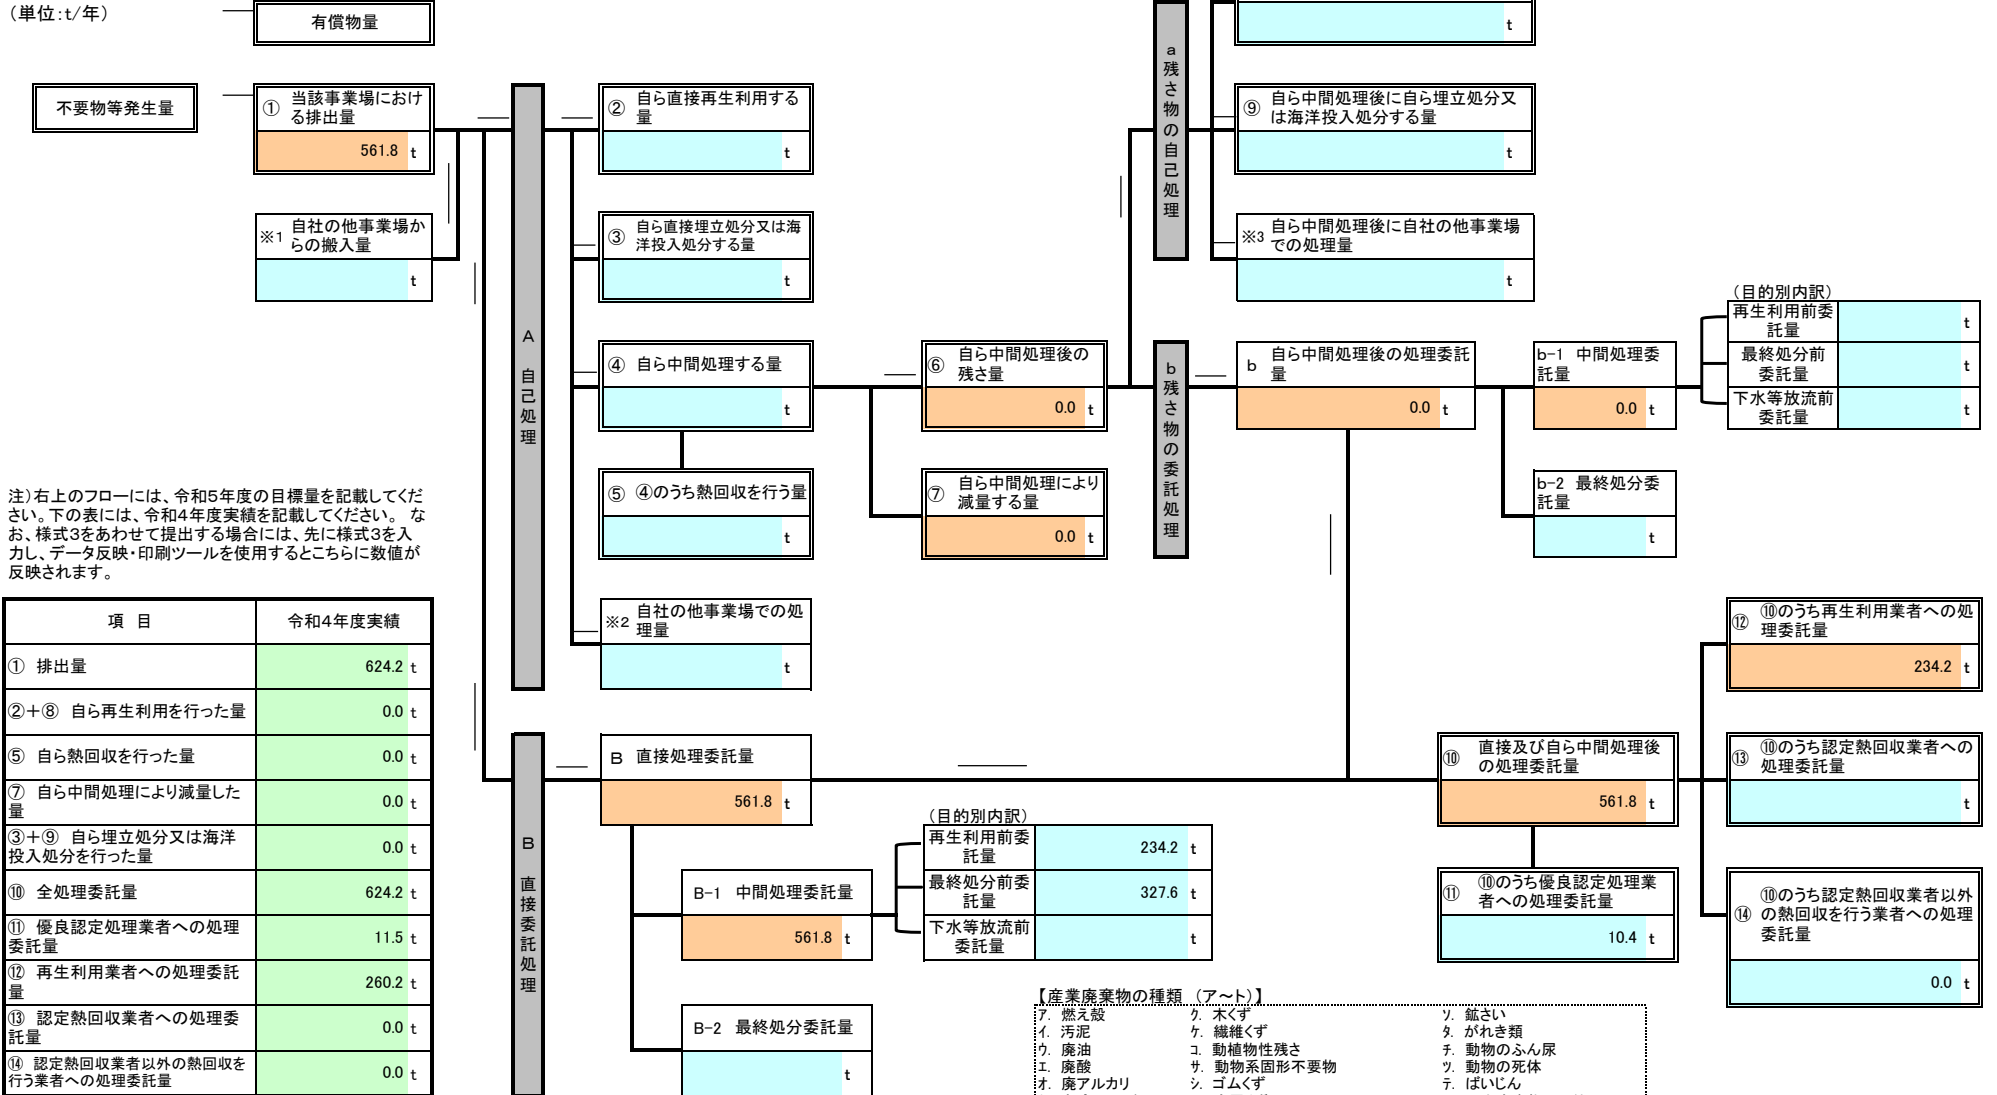 （単位:t/年）
有償物量
t
不要物等発生量
① 当該事業場におけ
る排出量
561.8 t
※1 自社の他事業場か
らの搬入量
t
A 自己処理
② 自ら直接再生利用する
量
t
③ 自ら直接埋立処分又は海
洋投入処分する量
t
④ 自ら中間処理する量
t
⑤ ④のうち熱回収を行う量
t
※2 自社の他事業場での処
理量
t
⑥ 自ら中間処理後の
残さ量
0.0 t
⑦ 自ら中間処理により
減量する量
0.0 t
a 残さ物の自己処理
⑨ 自ら中間処理後に自ら埋立処分又
は海洋投入処分する量
t
※3 自ら中間処理後に自社の他事業場
での処理量
t
b 残さ物の委託処理
b 自ら中間処理後の処理委託
量
0.0 t
b-1 中間処理委
託量
0.0 t
b-2 最終処分委
託量
t
（目的別内訳）
再生利用前委
託量
t
最終処分前
委託量
t
下水等放流前
委託量
t
注）右上のフローには、令和5年度の目標量を記載してくだ
さい。下の表には、令和4年度実績を記載してください。 な
お、様式3をあわせて提出する場合には、先に様式3を入
力し、データ反映・印刷ツールを使用するとこちらに数値が
反映されます。
項 目 令和4年度実績
① 排出量 624.2 t
②＋⑧ 自ら再生利用を行った量 0.0 t
⑤ 自ら熱回収を行った量 0.0 t
⑦ 自ら中間処理により減量した
量 0.0 t
③＋⑨ 自ら埋立処分又は海洋
投入処分を行った量 0.0 t
⑩ 全処理委託量 624.2 t
⑪ 優良認定処理業者への処理
委託量 11.5 t
⑫ 再生利用業者への処理委託
量 260.2 t
⑬ 認定熱回収業者への処理委
託量 0.0 t
⑭ 認定熱回収業者以外の熱回収を
行う業者への処理委託量 0.0 t
B 直接委託処理
B 直接処理委託量
561.8 t
B-1 中間処理委託量
561.8 t
B-2 最終処分委託量
t
（目的別内訳）
再生利用前委
託量
234.2 t
最終処分前委
託量
327.6 t
下水等放流前
委託量
t
⑩ 直接及び自ら中間処理後
の処理委託量
561.8 t
⑪ ⑩のうち優良認定処理業
者への処理委託量
10.4 t
⑫ ⑩のうち再生利用業者への処
理委託量
234.2 t
⑬ ⑩のうち認定熱回収業者への
処理委託量
t
⑭ ⑩のうち認定熱回収業者以外
の熱回収を行う業者への処理
委託量
0.0 t
【産業廃棄物の種類 （ア～ト）】
ア. 燃え殻 ク. 木くず ソ. 鉱さい
イ. 汚泥 ケ. 繊維くず タ. がれき類
ウ. 廃油 コ. 動植物性残さ チ. 動物のふん尿
エ. 廃酸 サ. 動物系固形不要物 ツ. 動物の死体
オ. 廃アルカリ シ. ゴムくず テ. ばいじん